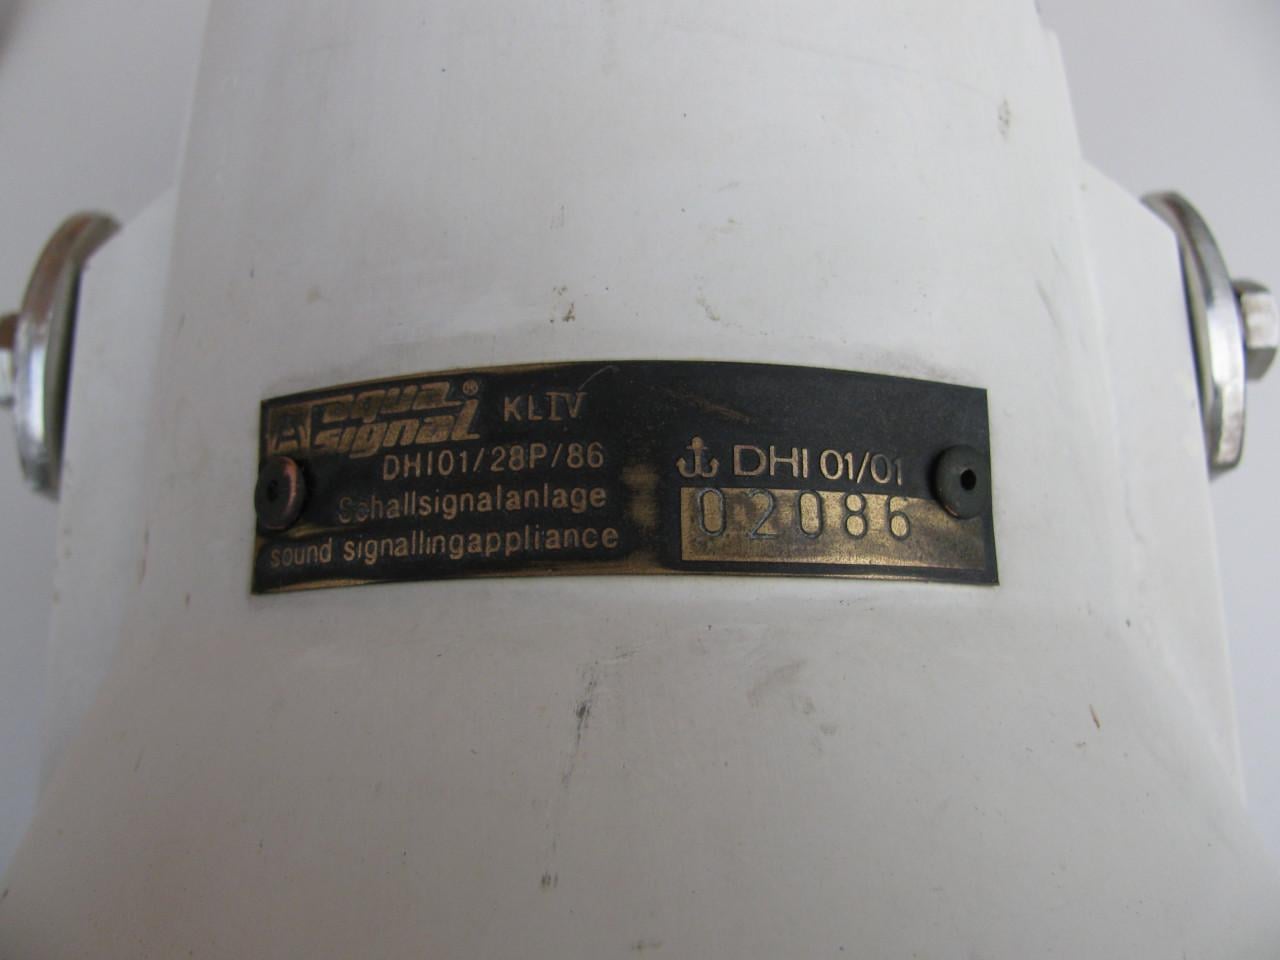 aqua signal® KL IV
DHI01/28P/86
Schallsignalanlage
sound signallingappliance
DHI 01/01
02086